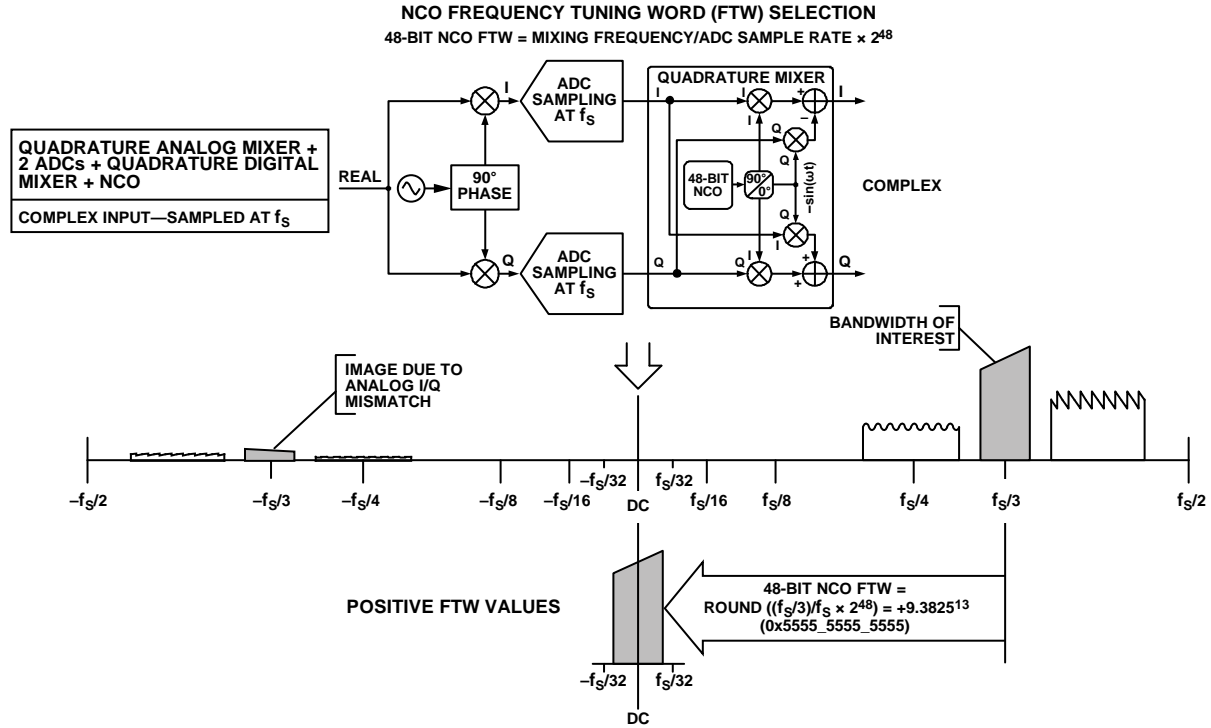 NCO FREQUENCY TUNING WORD (FTW) SELECTION
48-BIT NCO FTW = MIXING FREQUENCY/ADC SAMPLE RATE × 2⁴⁸
QUADRATURE ANALOG MIXER +
2 ADCs + QUADRATURE DIGITAL
MIXER + NCO
COMPLEX INPUT—SAMPLED AT fS
REAL
90°
PHASE
I
Q
ADC
SAMPLING
AT fS
ADC
SAMPLING
AT fS
I
Q
QUADRATURE MIXER
I
I
+
–
I
Q
Q
48-BIT
NCO
90°
0°
–sin(ωt)
Q
I
Q
I
+
+
Q
COMPLEX
BANDWIDTH OF
INTEREST
IMAGE DUE TO
ANALOG I/Q
MISMATCH
–fS/2
–fS/3
–fS/4
–fS/8
–fS/16
–fS/32
DC
fS/32
fS/16
fS/8
fS/4
fS/3
fS/2
POSITIVE FTW VALUES
48-BIT NCO FTW =
ROUND ((fS/3)/fS × 2⁴⁸) = +9.3825¹³
(0x5555_5555_5555)
–fS/32
fS/32
DC